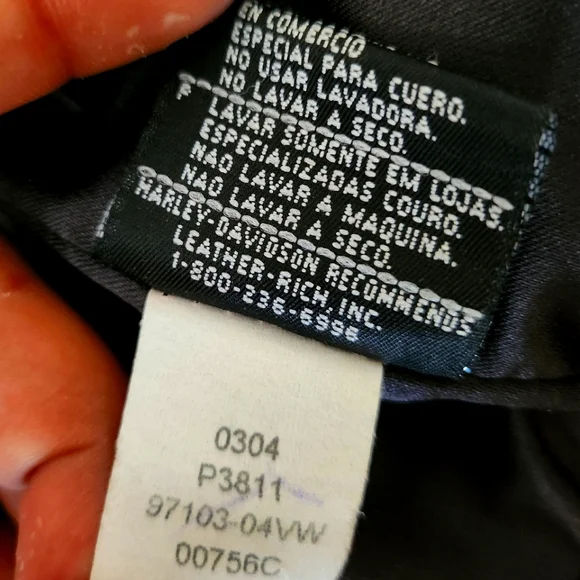 EN COMERCIO
ESPECIAL PARA CUERO.
NO USAR LAVADORA.
NO LAVAR A SECO.
P LAVAR SOMENTE EM LOJAS
ESPECIALIZADAS COURO.
NAO LAVAR A MAQUINA.
NAO LAVAR A SECO.
HARLEY-DAVIDSON RECOMMENDS
LEATHER-RICH, INC.
1-800-236-6996
0304
P3811
97103-04VW
00756C